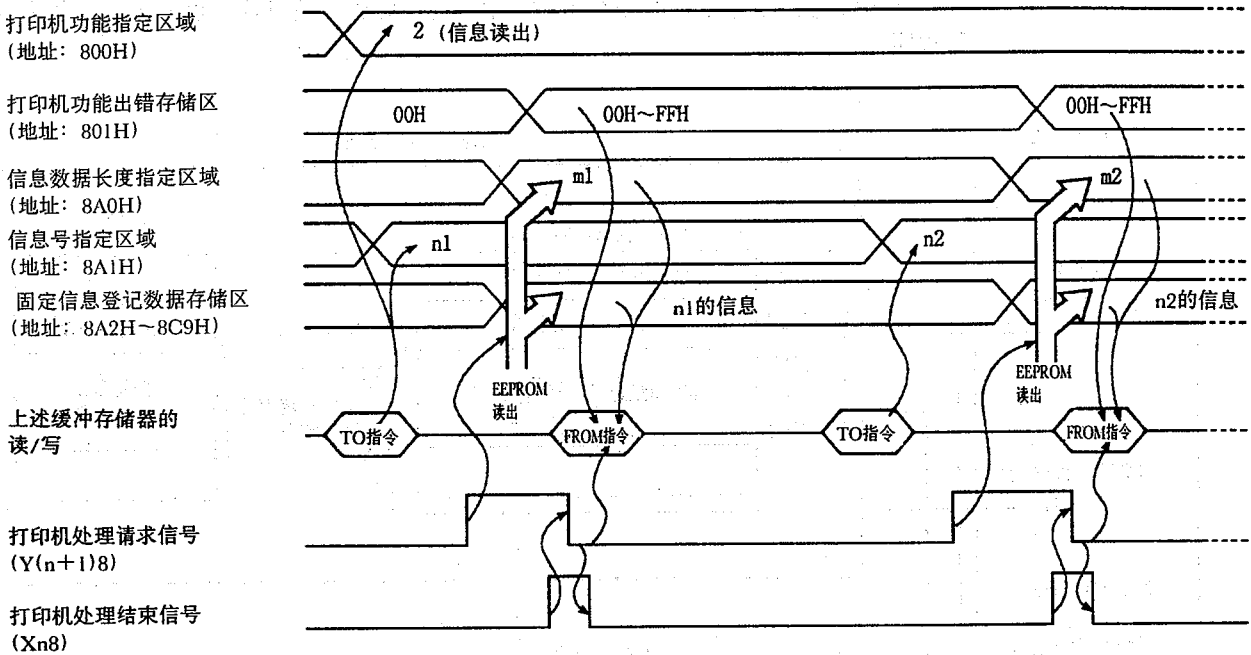 打印机功能指定区域
(地址: 800H)
2 (信息读出)
打印机功能出错存储区
(地址: 801H)
00H
00H～FFH
00H～FFH
信息数据长度指定区域
(地址: 8A0H)
m1
m2
信息号指定区域
(地址: 8A1H)
n1
n2
固定信息登记数据存储区
(地址: 8A2H～8C9H)
n1的信息
n2的信息
EEPROM
读出
EEPROM
读出
上述缓冲存储器的
读/写
TO指令
FROM指令
TO指令
FROM指令
打印机处理请求信号
(Y(n+1)8)
打印机处理结束信号
(Xn8)